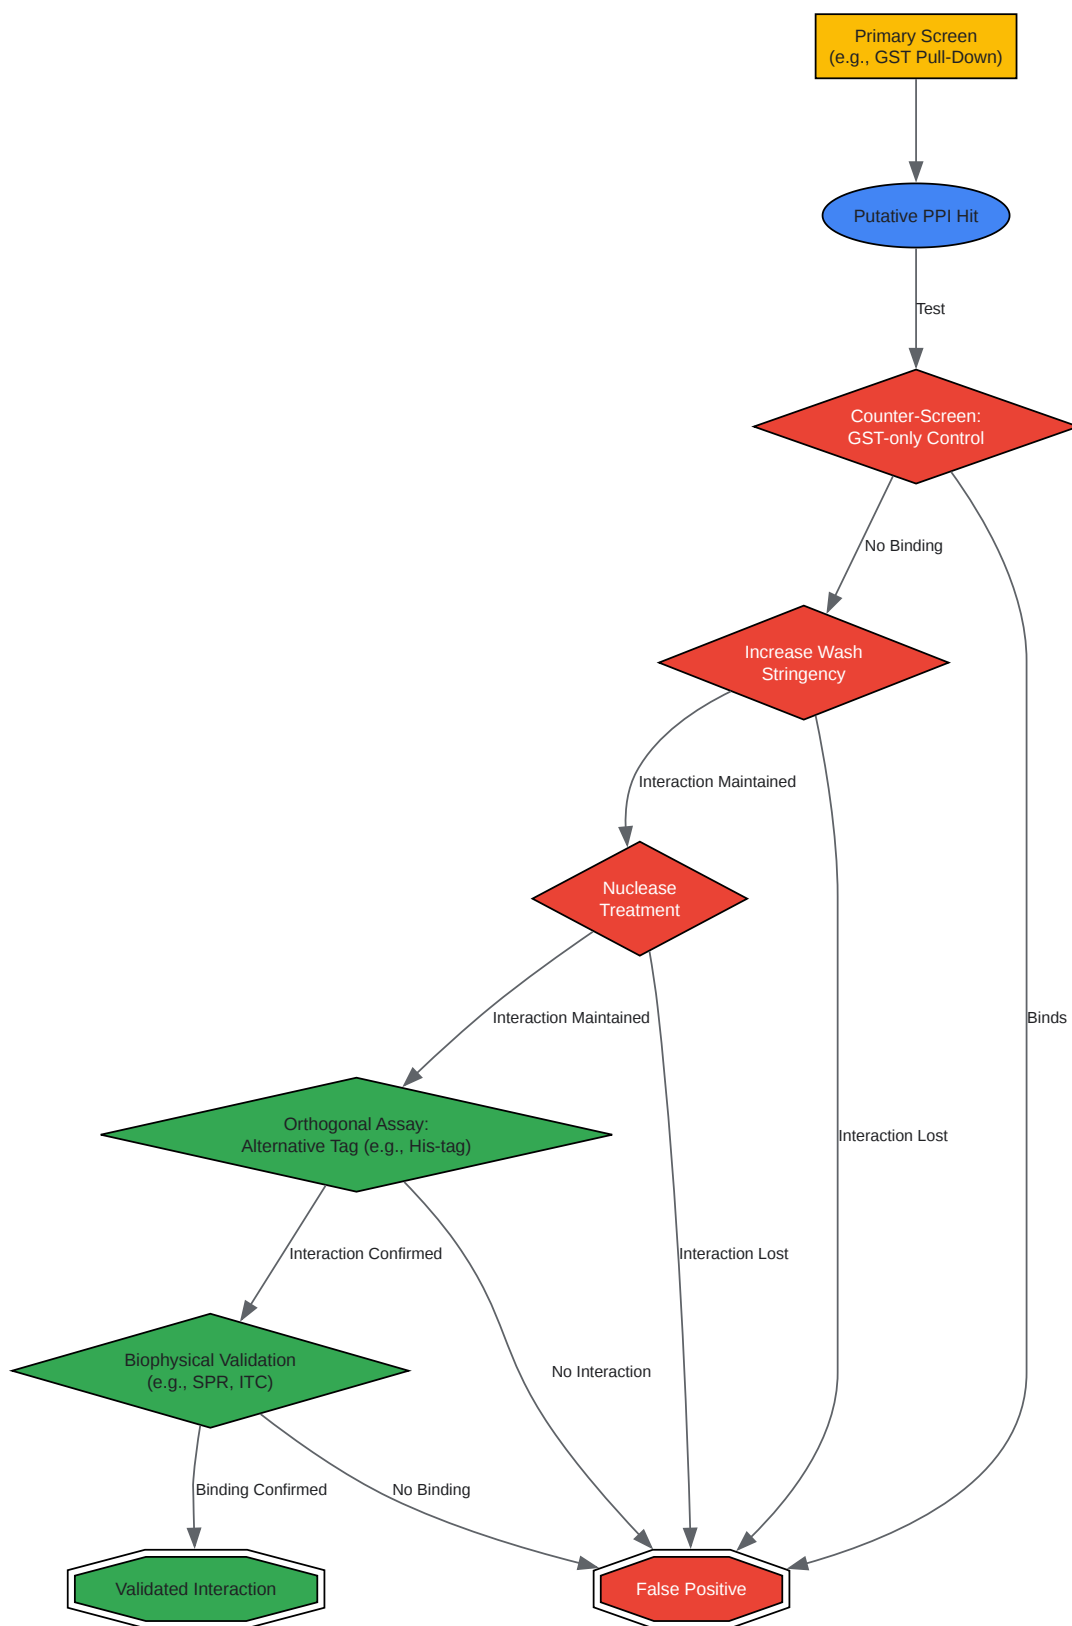 Primary Screen
(e.g., GST Pull-Down)
Putative PPI Hit
Test
Counter-Screen:
GST-only Control
No Binding
Increase Wash
Stringency
Interaction Maintained
Nuclease
Treatment
Interaction Maintained
Binds
Orthogonal Assay:
Alternative Tag (e.g., His-tag)
Interaction Lost
Interaction Confirmed
Interaction Lost
Biophysical Validation
(e.g., SPR, ITC)
No Interaction
Binding Confirmed
No Binding
Validated Interaction
False Positive